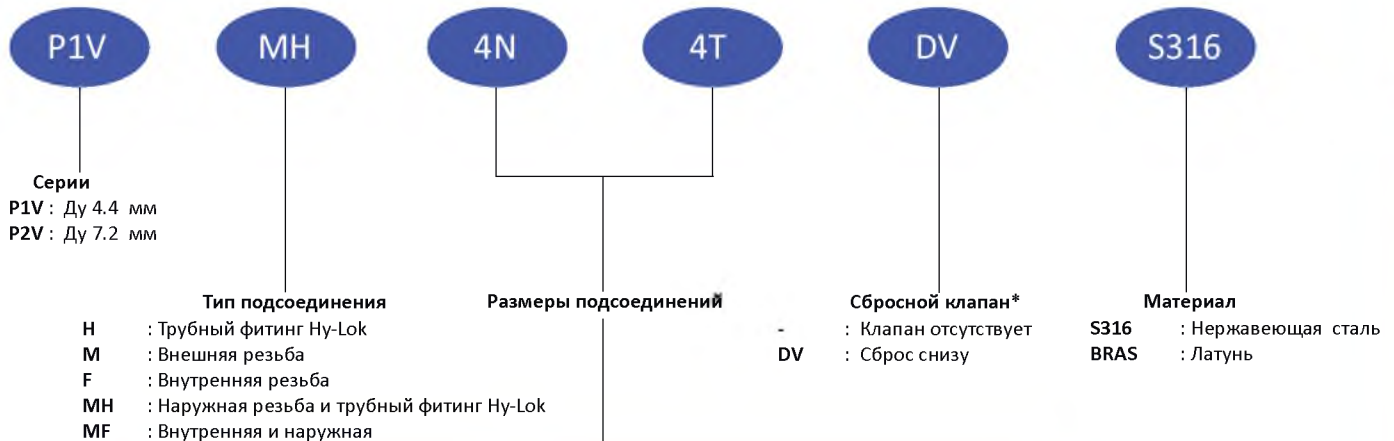 P1V MH 4N 4T DV S316
Серии
P1V : Ду 4.4 мм
P2V : Ду 7.2 мм
Тип подсоединения
H : Трубный фитинг Hy-Lok
M : Внешняя резьба
F : Внутренняя резьба
MH : Наружная резьба и трубный фитинг Hy-Lok
MF : Внутренняя и наружная
Размеры подсоединений
Сбросной клапан*
- : Клапан отсутствует
DV : Сброс снизу
Материал
S316 : Нержавеющая сталь
BRAS : Латунь